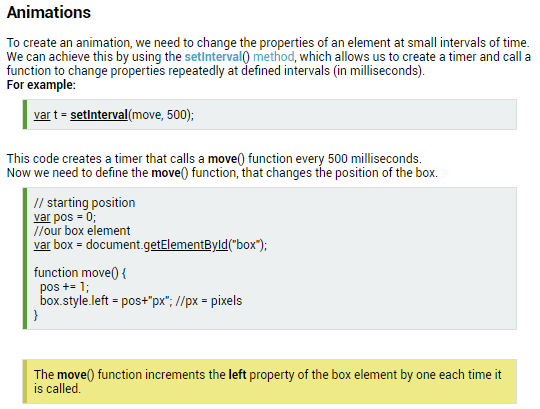 Animations
To create an animation, we need to change the properties of an element at small intervals of time.
We can achieve this by using the setInterval() method, which allows us to create a timer and call a
function to change properties repeatedly at defined intervals (in milliseconds).
For example:
var t = setInterval(move, 500);
This code creates a timer that calls a move() function every 500 milliseconds.
Now we need to define the move() function, that changes the position of the box.
// starting position
var pos = 0;
//our box element
var box = document.getElementById("box");
function move() {
pos += 1;
box.style.left = pos+"px"; //px = pixels
}
The move() function increments the left property of the box element by one each time it
is called.